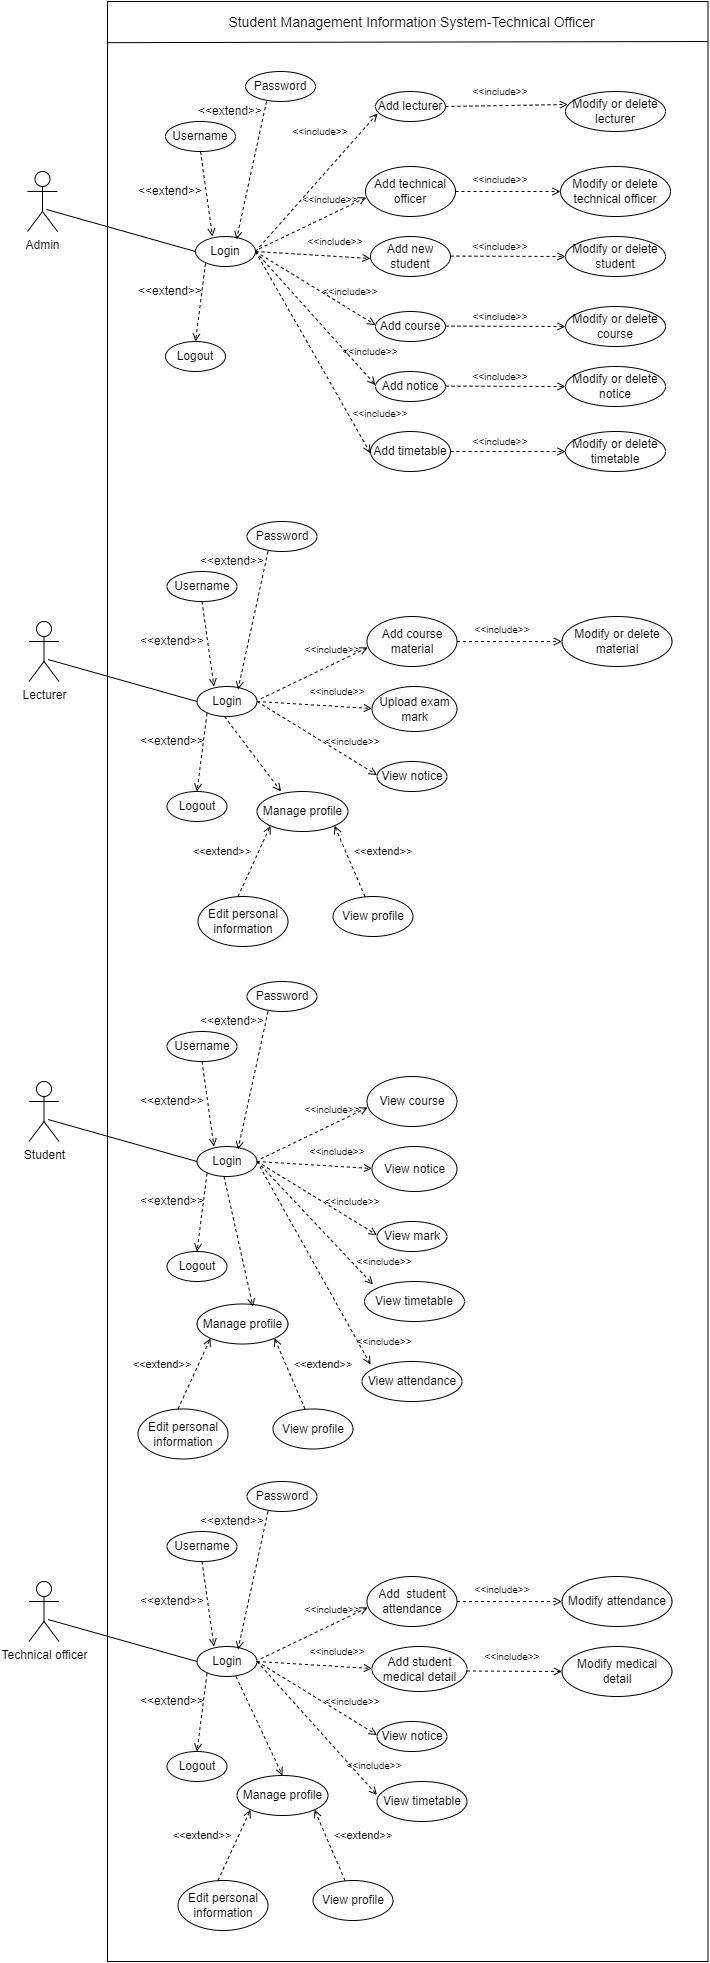 Student Management Information System-Technical Officer
Password
<<extend>>
Username
<<extend>>
Admin
Login
<<extend>>
Logout
Add lecturer
<<include>>
<<include>>
Modify or delete
lecturer
Add technical
officer
<<include>>
<<include>>
Modify or delete
technical officer
Add new
student
<<include>>
<<include>>
Modify or delete
student
<<include>>
Add course
<<include>>
Modify or delete
course
<<include>>
Add notice
<<include>>
Modify or delete
notice
<<include>>
Add timetable
<<include>>
Modify or delete
timetable
Password
<<extend>>
Username
<<extend>>
Lecturer
Login
<<extend>>
Logout
<<include>>
Add course
material
<<include>>
Modify or delete
material
<<include>>
Upload exam
mark
<<include>>
View notice
Manage profile
<<extend>>
<<extend>>
Edit personal
information
View profile
Password
<<extend>>
Username
<<extend>>
Student
Login
<<extend>>
Logout
<<include>>
View course
<<include>>
View notice
<<include>>
View mark
<<include>>
View timetable
<<include>>
View attendance
Manage profile
<<extend>>
<<extend>>
Edit personal
information
View profile
Password
<<extend>>
Username
<<extend>>
Technical officer
Login
<<extend>>
Logout
<<include>>
Add student
attendance
<<include>>
Modify attendance
<<include>>
Add student
medical detail
<<include>>
Modify medical
detail
<<include>>
View notice
<<include>>
View timetable
Manage profile
<<extend>>
<<extend>>
Edit personal
information
View profile